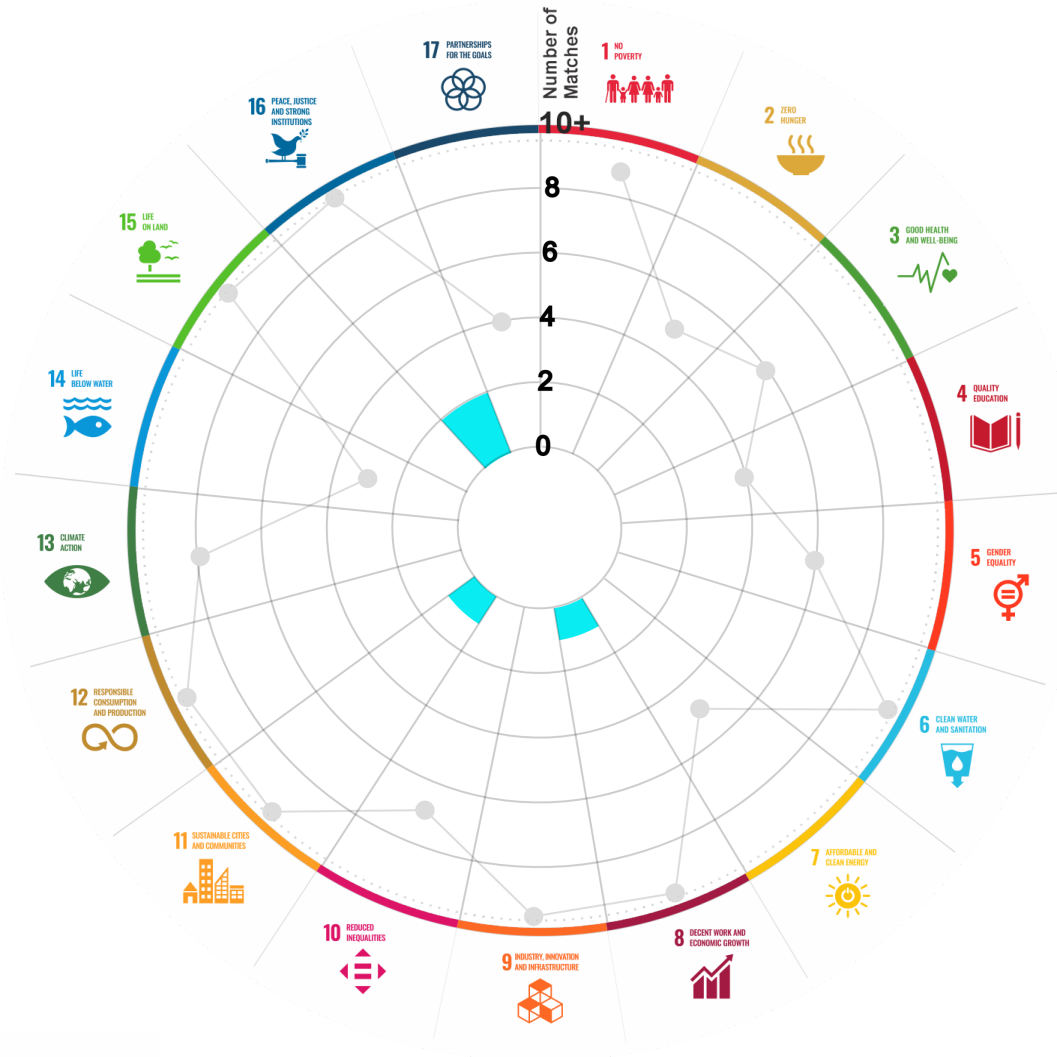 Number of
Matches
10+
8
6
4
2
0
1 NO
POVERTY
2 ZERO
HUNGER
3 GOOD HEALTH
AND WELL-BEING
4 QUALITY
EDUCATION
5 GENDER
EQUALITY
6 CLEAN WATER
AND SANITATION
7 AFFORDABLE AND
CLEAN ENERGY
8 DECENT WORK AND
ECONOMIC GROWTH
9 INDUSTRY, INNOVATION
AND INFRASTRUCTURE
10 REDUCED
INEQUALITIES
11 SUSTAINABLE CITIES
AND COMMUNITIES
12 RESPONSIBLE
CONSUMPTION
AND PRODUCTION
13 CLIMATE
ACTION
14 LIFE
BELOW WATER
15 LIFE
ON LAND
16 PEACE, JUSTICE
AND STRONG
INSTITUTIONS
17 PARTNERSHIPS
FOR THE GOALS